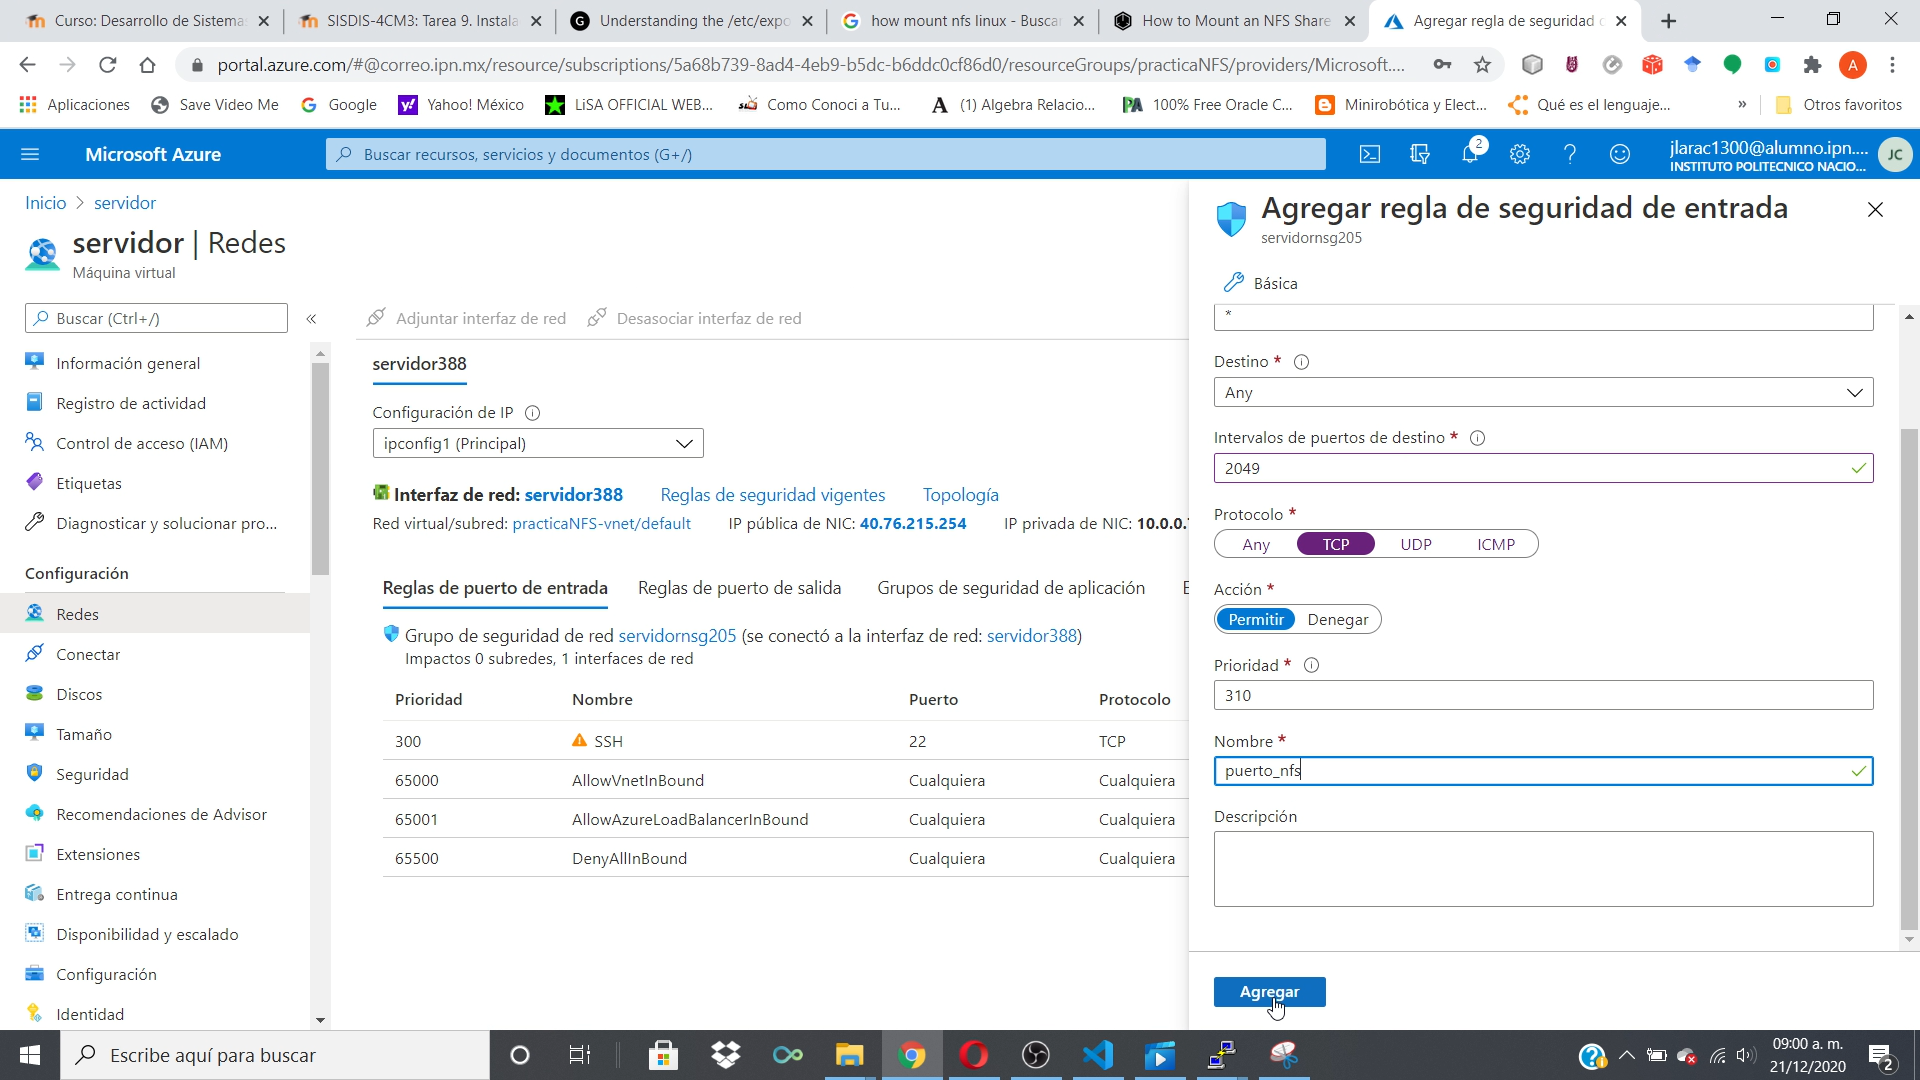 Curso: Desarrollo de Sistema
SISDIS-4CM3: Tarea 9. Instala
Understanding the /etc/expo
how mount nfs linux - Busca
How to Mount an NFS Share
Agregar regla de seguridad
portal.azure.com/#@correo.ipn.mx/resource/subscriptions/5a68b739-8ad4-4eb9-b5dc-b6ddc0cf86d0/resourceGroups/practicaNFS/providers/Microsoft....
A
Aplicaciones
Save Video Me
Google
Yahoo! México
LiSA OFFICIAL WEB...
Como Conoci a Tu...
(1) Algebra Relacio...
100% Free Oracle C...
Minirobótica y Elect...
Qué es el lenguaje...
»
Otros favoritos
Microsoft Azure
Buscar recursos, servicios y documentos (G+/)
2
jlarac1300@alumno.ipn....
INSTITUTO POLITECNICO NACIO...
JC
Inicio > servidor
servidor | Redes
Máquina virtual
Buscar (Ctrl+/)
«
Información general
Registro de actividad
Control de acceso (IAM)
Etiquetas
Diagnosticar y solucionar pro...
Configuración
Redes
Conectar
Discos
Tamaño
Seguridad
Recomendaciones de Advisor
Extensiones
Entrega continua
Disponibilidad y escalado
Configuración
Identidad
Adjuntar interfaz de red
Desasociar interfaz de red
servidor388
Configuración de IP
ipconfig1 (Principal)
Interfaz de red: servidor388 Reglas de seguridad vigentes Topología
Red virtual/subred: practicaNFS-vnet/default IP pública de NIC: 40.76.215.254 IP privada de NIC: 10.0.0.
Reglas de puerto de entrada Reglas de puerto de salida Grupos de seguridad de aplicación
Grupo de seguridad de red servidornsg205 (se conectó a la interfaz de red: servidor388)
Impactos 0 subredes, 1 interfaces de red
Prioridad Nombre Puerto Protocolo
300 SSH 22 TCP
65000 AllowVnetInBound Cualquiera Cualquiera
65001 AllowAzureLoadBalancerInBound Cualquiera Cualquiera
65500 DenyAllInBound Cualquiera Cualquiera
Agregar regla de seguridad de entrada
servidornsg205
Básica
*
Destino *
Any
Intervalos de puertos de destino *
2049
Protocolo *
Any TCP UDP ICMP
Acción *
Permitir Denegar
Prioridad *
310
Nombre *
puerto_nfs
Descripción
Agregar
Escribe aquí para buscar
09:00 a. m.
21/12/2020
2